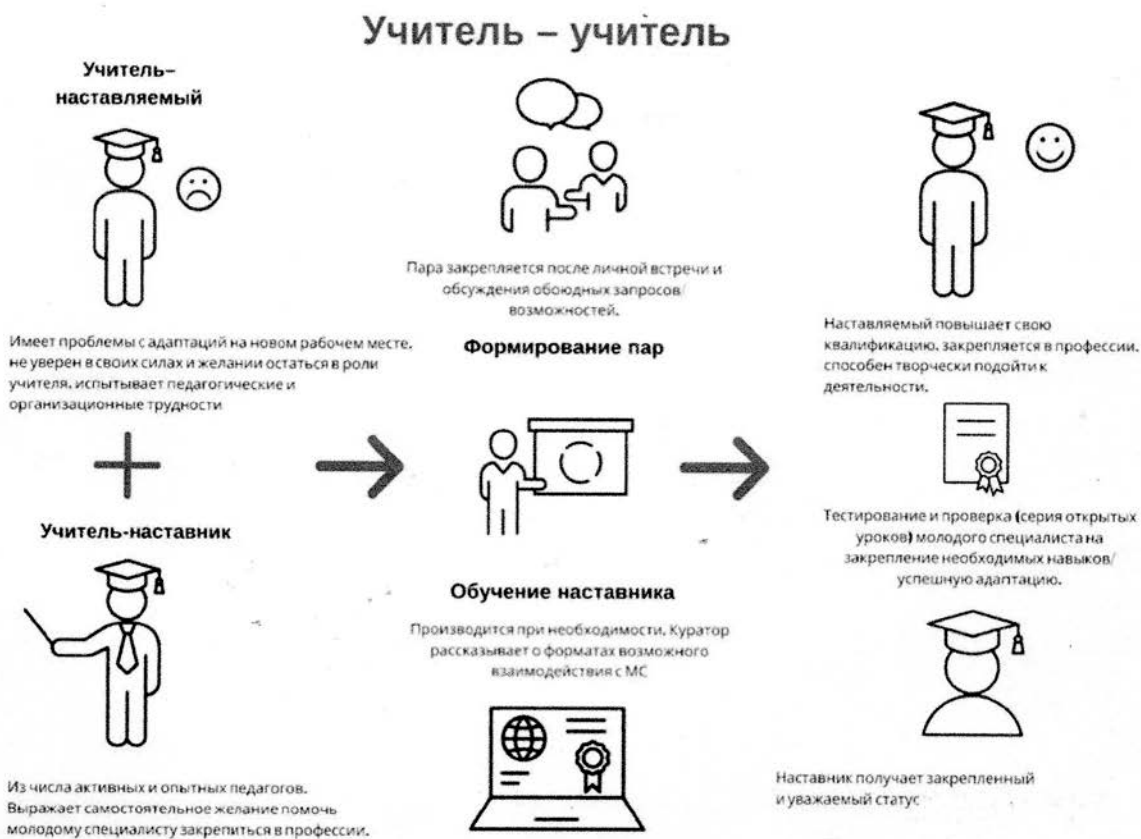 Учитель – учитель
Учитель–
наставляемый
Имеет проблемы с адаптаций на новом рабочем месте,
не уверен в своих силах и желании остаться в роли
учителя, испытывает педагогические и
организационные трудности
Учитель-наставник
Из числа активных и опытных педагогов.
Выражает самостоятельное желание помочь
молодому специалисту закрепиться в профессии.
Пара закрепляется после личной встречи и
обсуждения обоюдных запросов/
возможностей.
Формирование пар
Обучение наставника
Производится при необходимости. Куратор
рассказывает о форматах возможного
взаимодействия с МС
Наставляемый повышает свою
квалификацию, закрепляется в профессии,
способен творчески подойти к
деятельности.
Тестирование и проверка (серия открытых
уроков) молодого специалиста на
закрепление необходимых навыков/
успешную адаптацию.
Наставник получает закрепленный
и уважаемый статус